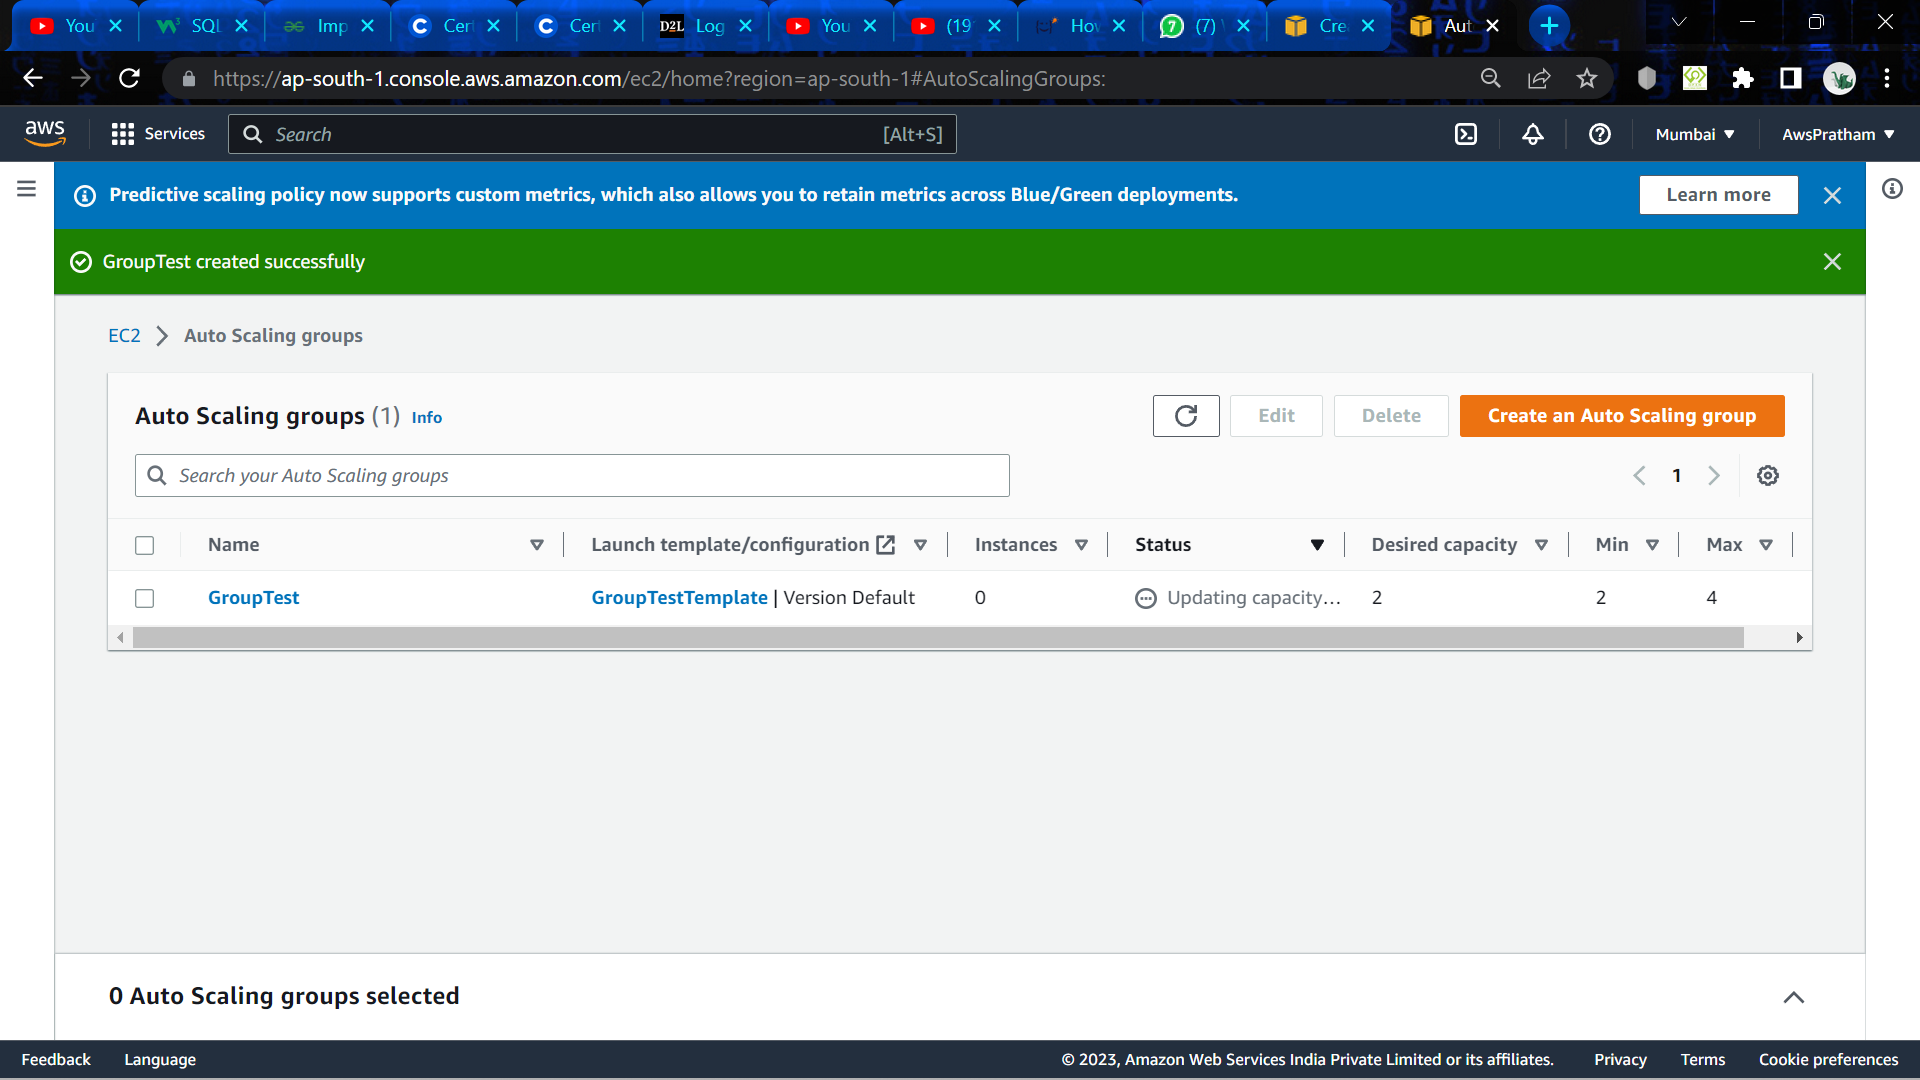 You
SQL
Imp
Cert
Cert
D2L Log
You
(19
How
7 (7)
Cre
Aut
https://ap-south-1.console.aws.amazon.com/ec2/home?region=ap-south-1#AutoScalingGroups:
aws
Services
Search
[Alt+S]
Mumbai
AwsPratham
Predictive scaling policy now supports custom metrics, which also allows you to retain metrics across Blue/Green deployments.
Learn more
GroupTest created successfully
EC2
Auto Scaling groups
Auto Scaling groups (1) Info
Edit
Delete
Create an Auto Scaling group
Search your Auto Scaling groups
1
Name
Launch template/configuration
Instances
Status
Desired capacity
Min
Max
GroupTest
GroupTestTemplate | Version Default
0
Updating capacity...
2
2
4
0 Auto Scaling groups selected
Feedback
Language
© 2023, Amazon Web Services India Private Limited or its affiliates.
Privacy
Terms
Cookie preferences